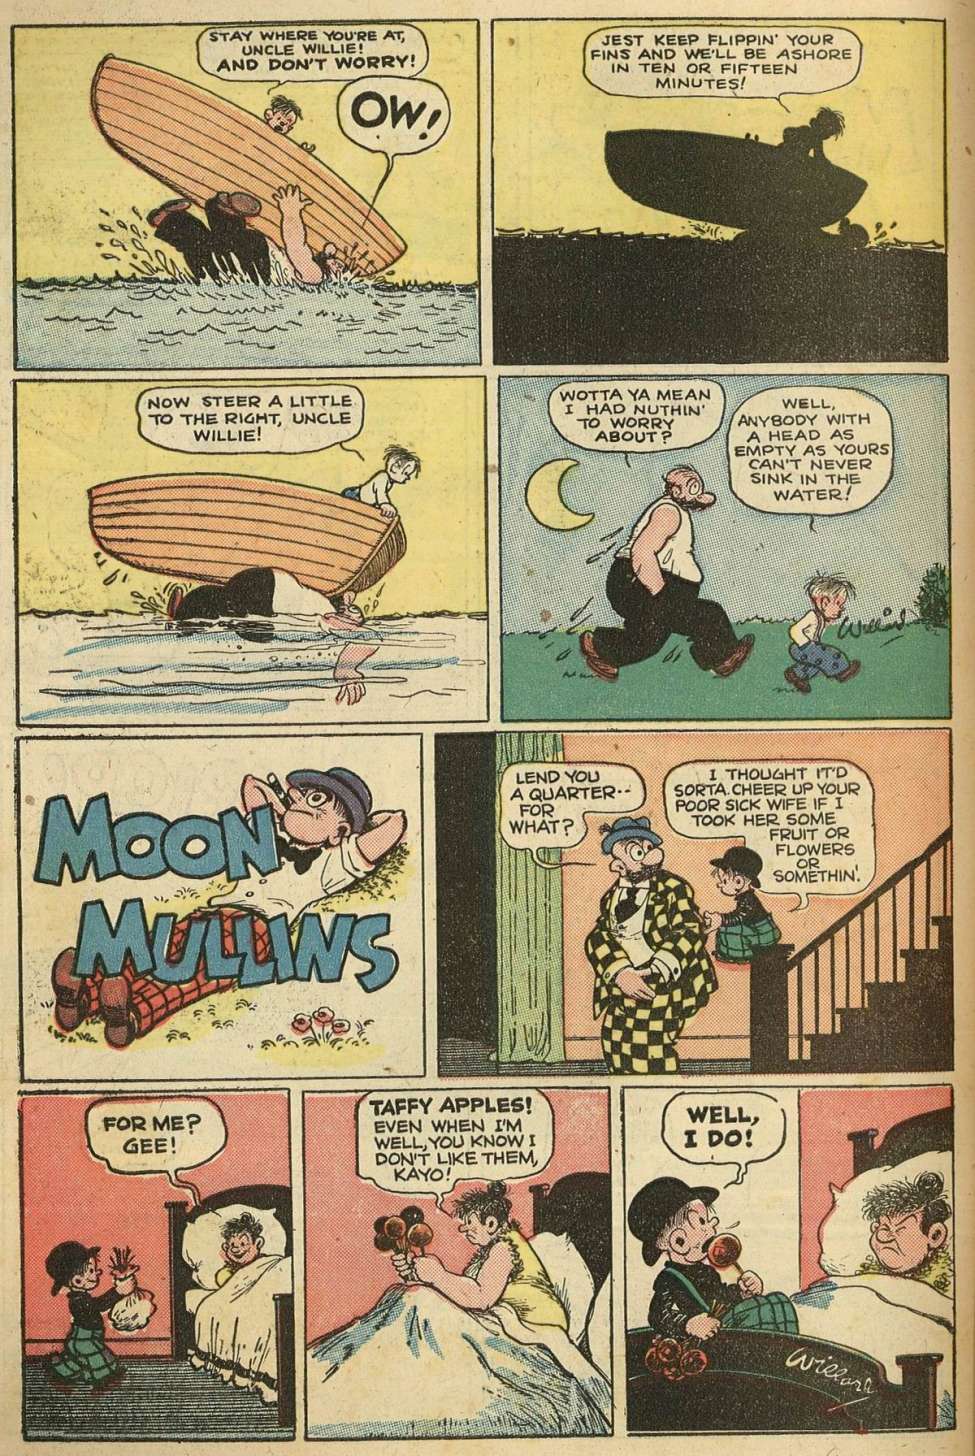 STAY WHERE YOU'RE AT,
UNCLE WILLIE!
AND DON'T WORRY!
OW!
JEST KEEP FLIPPIN' YOUR
FINS AND WE'LL BE ASHORE
IN TEN OR FIFTEEN
MINUTES!
NOW STEER A LITTLE
TO THE RIGHT, UNCLE
WILLIE!
WOTTA YA MEAN
I HAD NUTHIN'
TO WORRY
ABOUT?
WELL,
ANYBODY WITH
A HEAD AS
EMPTY AS YOURS
CAN'T NEVER
SINK IN THE
WATER!
Willard
MOON
MULLINS
LEND YOU
A QUARTER--
FOR
WHAT?
I THOUGHT IT'D
SORTA CHEER UP YOUR
POOR SICK WIFE IF I
TOOK HER SOME
FRUIT OR
FLOWERS
OR
SOMETHIN'.
FOR ME?
GEE!
TAFFY APPLES!
EVEN WHEN I'M
WELL, YOU KNOW I
DON'T LIKE THEM,
KAYO!
WELL,
I DO!
Willard